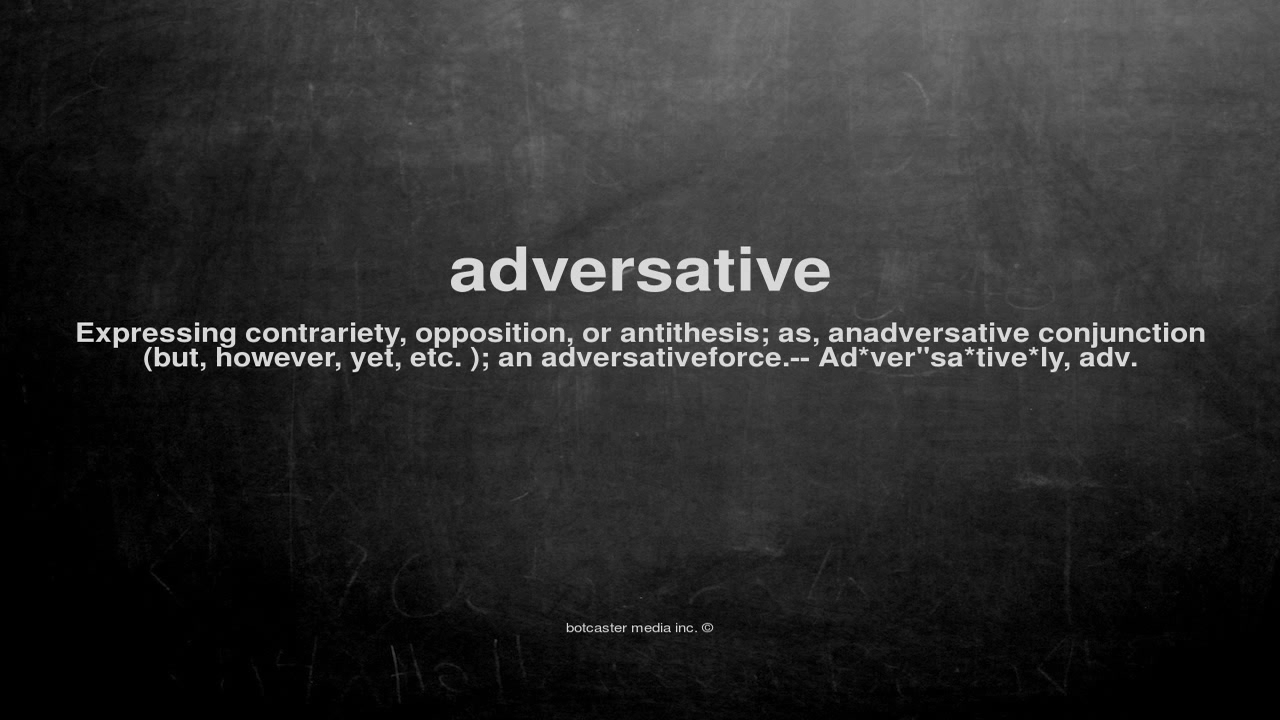 adversative
Expressing contrariety, opposition, or antithesis; as, anadversative conjunction
(but, however, yet, etc. ); an adversativeforce.-- Ad*ver"sa*tive*ly, adv.
botcaster media inc. ©